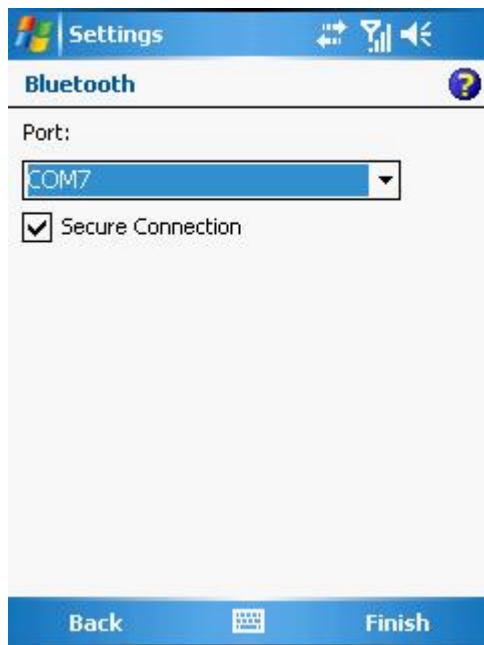 Settings
Bluetooth
Port:
COM7
Secure Connection
Back Finish